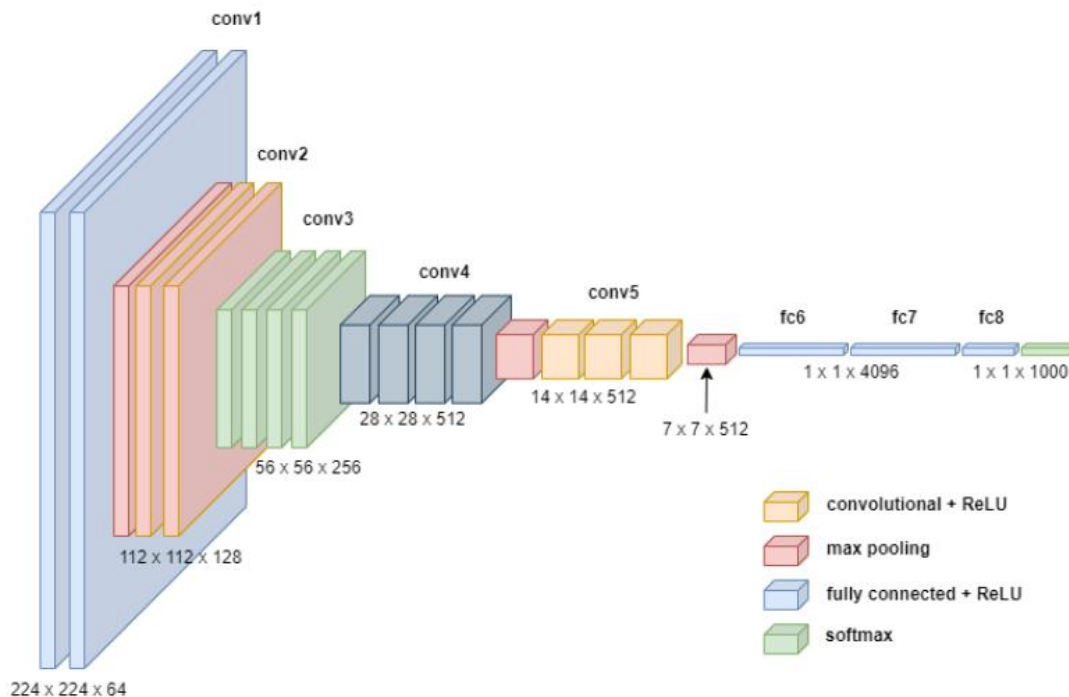 conv1
conv2
conv3
conv4
conv5
fc6
fc7
fc8
1 x 1 x 4096
1 x 1 x 1000
28 x 28 x 512
14 x 14 x 512
7 x 7 x 512
56 x 56 x 256
112 x 112 x 128
224 x 224 x 64
convolutional + ReLU
max pooling
fully connected + ReLU
softmax